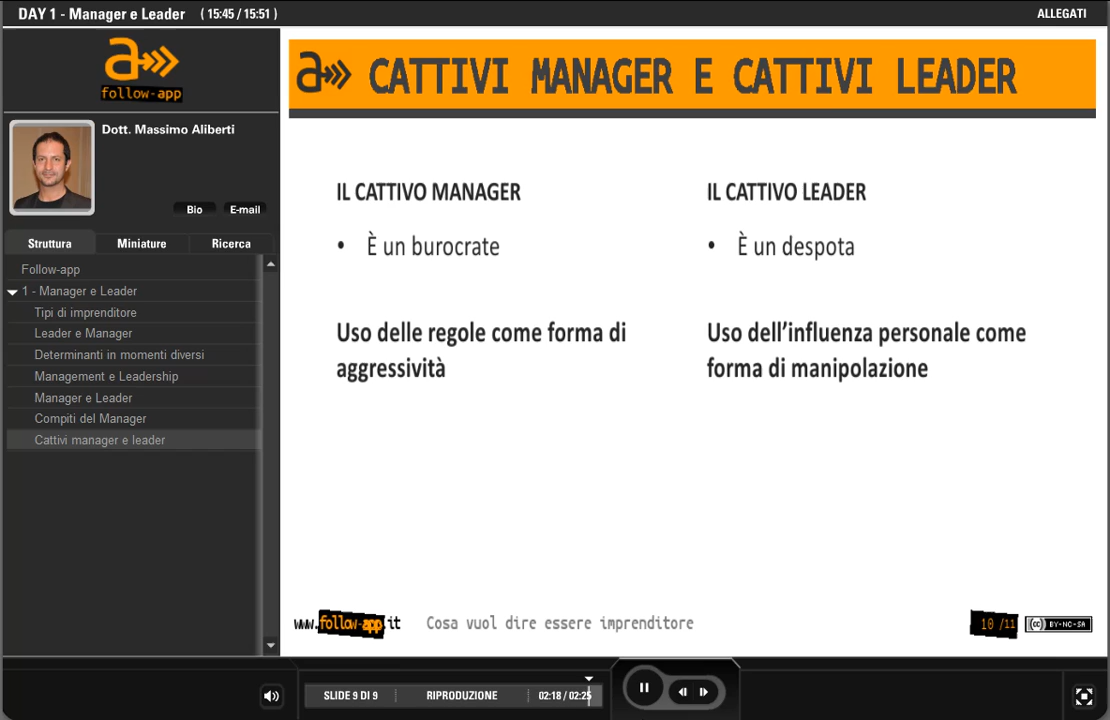 DAY 1 - Manager e Leader ( 15:45 / 15:51 )
ALLEGATI
a
follow-app
Dott. Massimo Aliberti
Bio
E-mail
Struttura
Miniature
Ricerca
Follow-app
1 - Manager e Leader
Tipi di imprenditore
Leader e Manager
Determinanti in momenti diversi
Management e Leadership
Manager e Leader
Compiti del Manager
Cattivi manager e leader
a CATTIVI MANAGER E CATTIVI LEADER
IL CATTIVO MANAGER
• È un burocrate
Uso delle regole come forma di
aggressività
IL CATTIVO LEADER
• È un despota
Uso dell’influenza personale come
forma di manipolazione
www.follow-app.it
Cosa vuol dire essere imprenditore
10 /11
cc BY-NC-SA
SLIDE 9 DI 9
RIPRODUZIONE
02:18 / 02:25